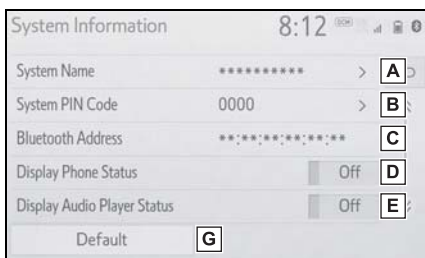 System Information 8:12 DCM
System Name ********** > A
System PIN Code 0000 > B
Bluetooth Address **:**:**:**:**:** C
Display Phone Status Off D
Display Audio Player Status Off E
Default G